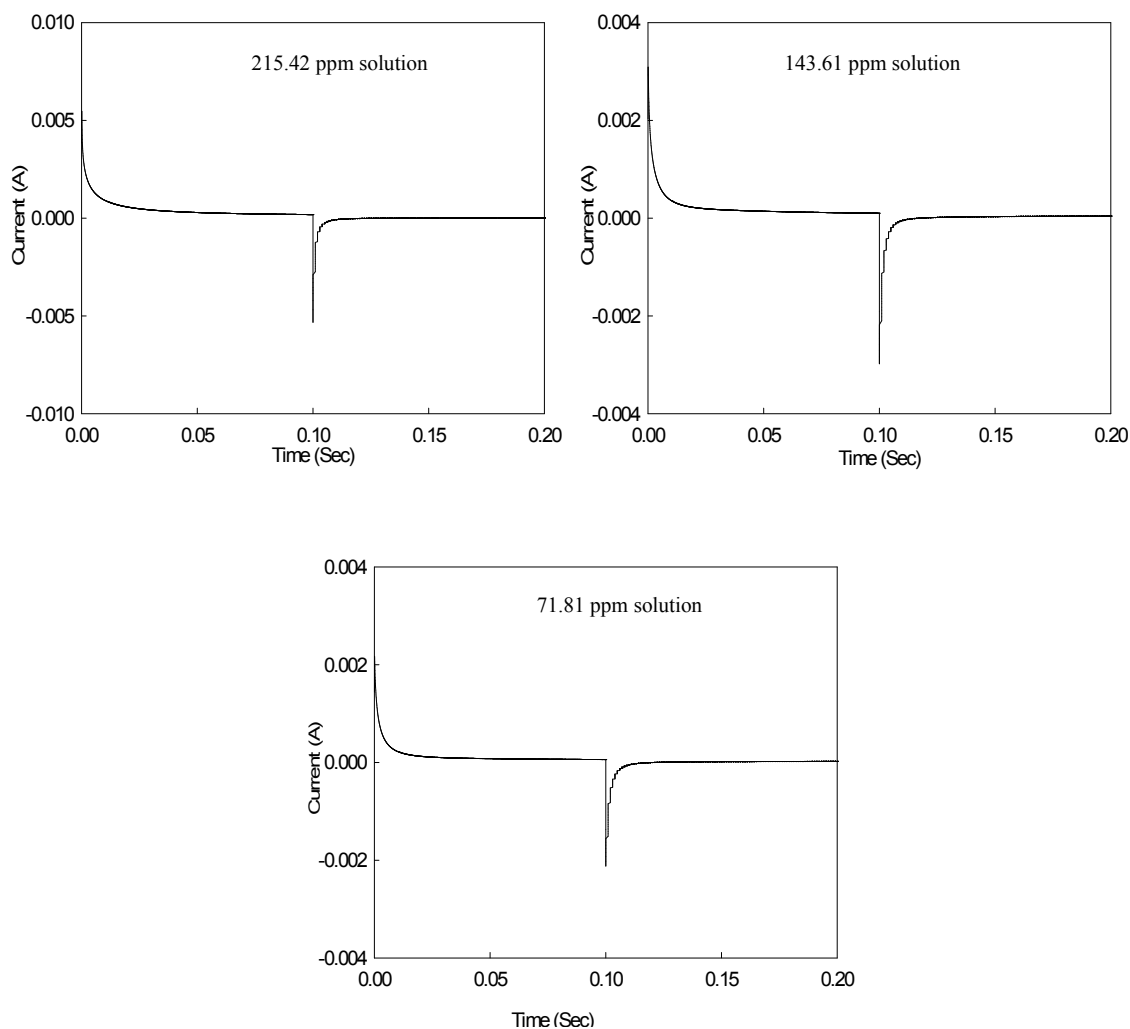 0.010
215.42 ppm solution
0.005
0.000
-0.005
-0.010
Current (A)
0.00 0.05 0.10 0.15 0.20
Time (Sec)
0.004
143.61 ppm solution
0.002
0.000
-0.002
-0.004
Current (A)
0.00 0.05 0.10 0.15 0.20
Time (Sec)
0.004
71.81 ppm solution
0.002
0.000
-0.002
-0.004
Current (A)
0.00 0.05 0.10 0.15 0.20
Time (Sec)